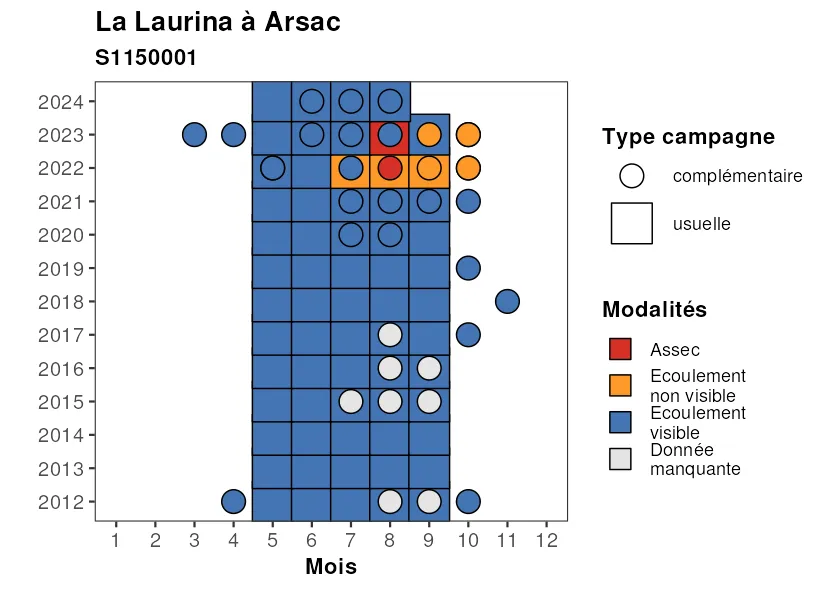 La Laurina à Arsac
S1150001
2024
2023
2022
2021
2020
2019
2018
2017
2016
2015
2014
2013
2012
1 2 3 4 5 6 7 8 9 10 11 12
Mois
Type campagne
complémentaire
usuelle
Modalités
Assec
Ecoulement
non visible
Ecoulement
visible
Donnée
manquante